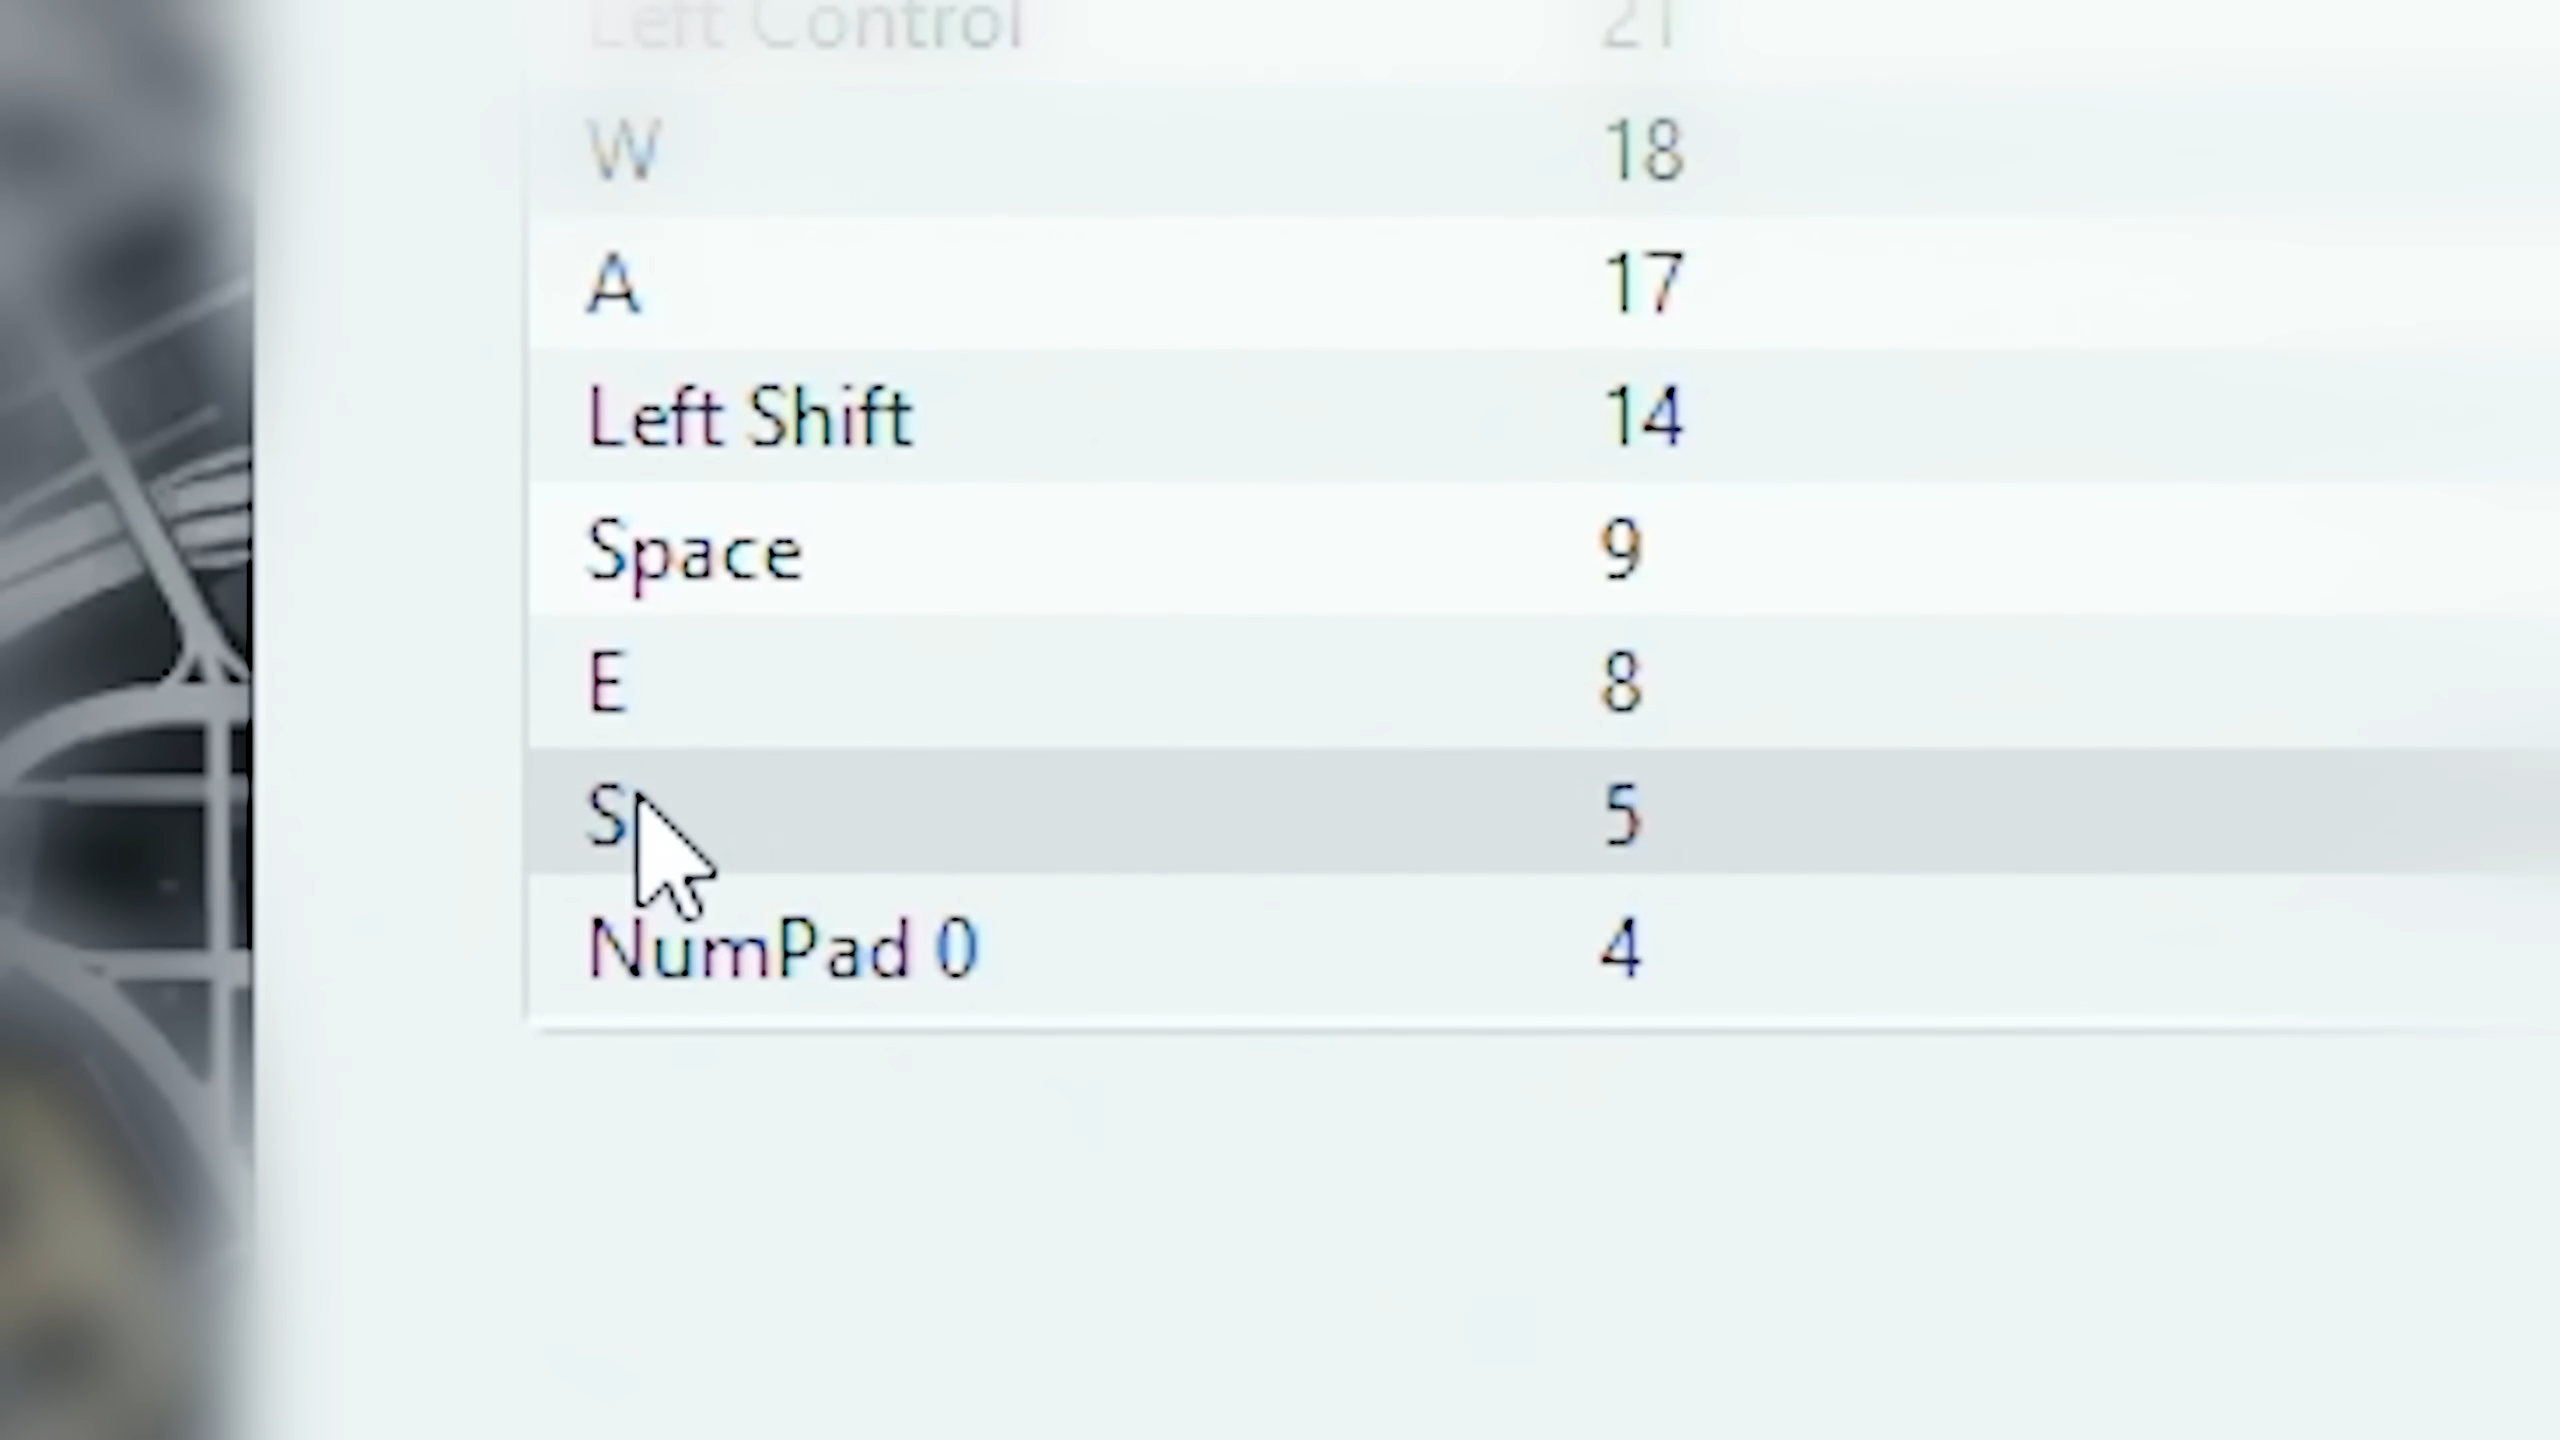 Left Control 21
W 18
A 17
Left Shift 14
Space 9
E 8
S 5
NumPad 0 4